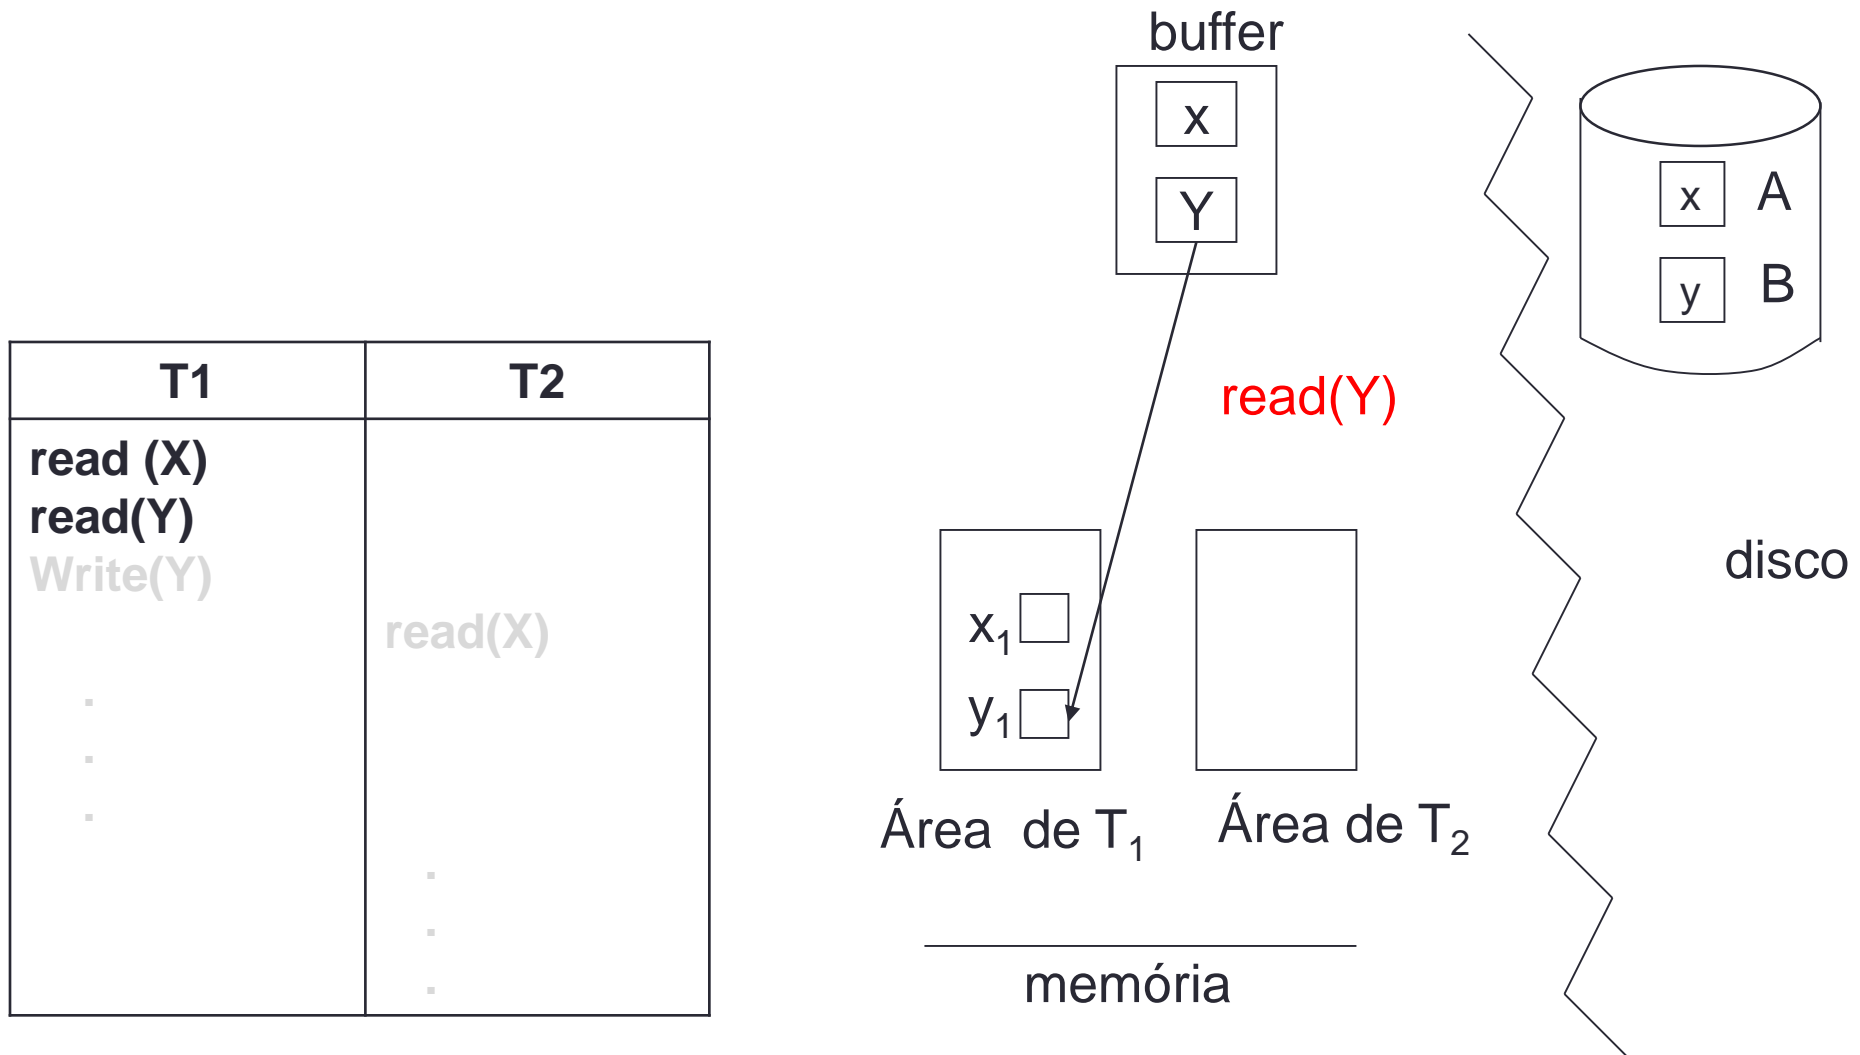 T1 T2
read (X)
read(Y)
Write(Y)
read(X)
.
.
.
.
.
.
buffer
x
Y
read(Y)
x₁
y₁
Área de T₁
Área de T₂
memória
x A
y B
disco